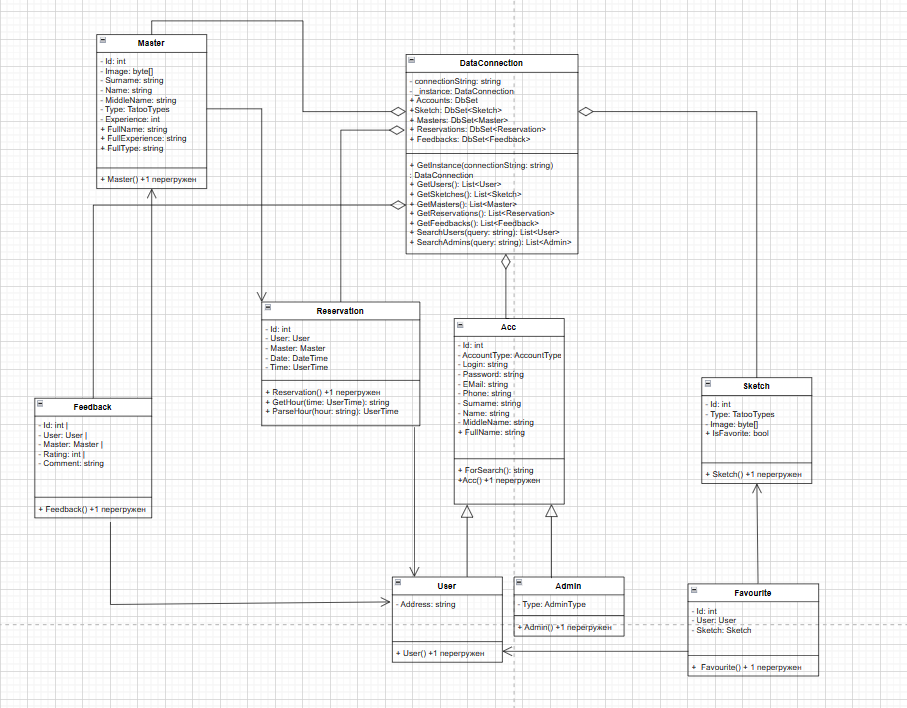 Master
- Id: int
- Image: byte[]
- Surname: string
- Name: string
- MiddleName: string
- Type: TatooTypes
- Experience: int
+ FullName: string
+ FullExperience: string
+ FullType: string
+ Master() +1 перегружен
DataConnection
- connectionString: string
- _instance: DataConnection
+ Accounts: DbSet
+Sketch: DbSet<Sketch>
+ Masters: DbSet<Master>
+ Reservations: DbSet<Reservation>
+ Feedbacks: DbSet<Feedback>
+ GetInstance(connectionString: string)
: DataConnection
+ GetUsers(): List<User>
+ GetSketches(): List<Sketch>
+ GetMasters(): List<Master>
+ GetReservations(): List<Reservation>
+ GetFeedbacks(): List<Feedback>
+ SearchUsers(query: string): List<User>
+ SearchAdmins(query: string): List<Admin>
Reservation
- Id: int
- User: User
- Master: Master
- Date: DateTime
- Time: UserTime
+ Reservation() +1 перегружен
+ GetHour(time: UserTime): string
+ ParseHour(hour: string): UserTime
Acc
- Id: int
- AccountType: AccountType
- Login: string
- Password: string
- EMail: string
- Phone: string
- Surname: string
- Name: string
- MiddleName: string
+ FullName: string
+ ForSearch(): string
+Acc() +1 перегружен
Sketch
- Id: int
- Type: TatooTypes
- Image: byte[]
+ IsFavorite: bool
+ Sketch() +1 перегружен
Feedback
- Id: int |
- User: User |
- Master: Master |
- Rating: int |
- Comment: string
+ Feedback() +1 перегружен
User
- Address: string
+ User() +1 перегружен
Admin
- Type: AdminType
+ Admin() +1 перегружен
Favourite
- Id: int
- User: User
- Sketch: Sketch
+ Favourite() + 1 перегружен